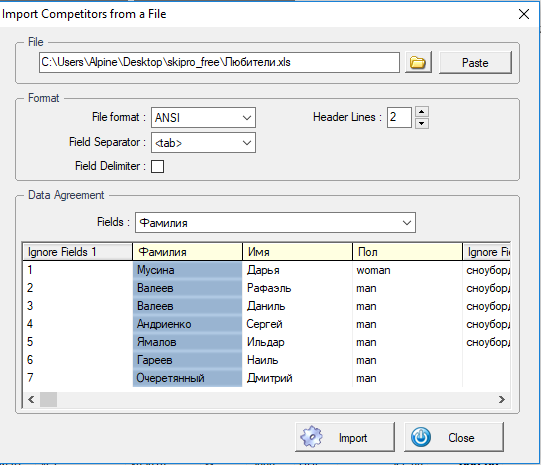 Import Competitors from a File
File
C:\Users\Alpine\Desktop\skipro_free\Любители.xls
Paste
Format
File format : ANSI
Header Lines : 2
Field Separator : <tab>
Field Delimiter :
Data Agreement
Fields : Фамилия
Ignore Fields 1 Фамилия Имя Пол Ignore Fie
1 Мусина Дарья woman сноуборд
2 Валеев Рафаэль man сноуборд
3 Валеев Даниль man сноуборд
4 Андриенко Сергей man сноуборд
5 Ямалов Ильдар man сноуборд
6 Гареев Наиль man
7 Очеретянный Дмитрий man
Import
Close